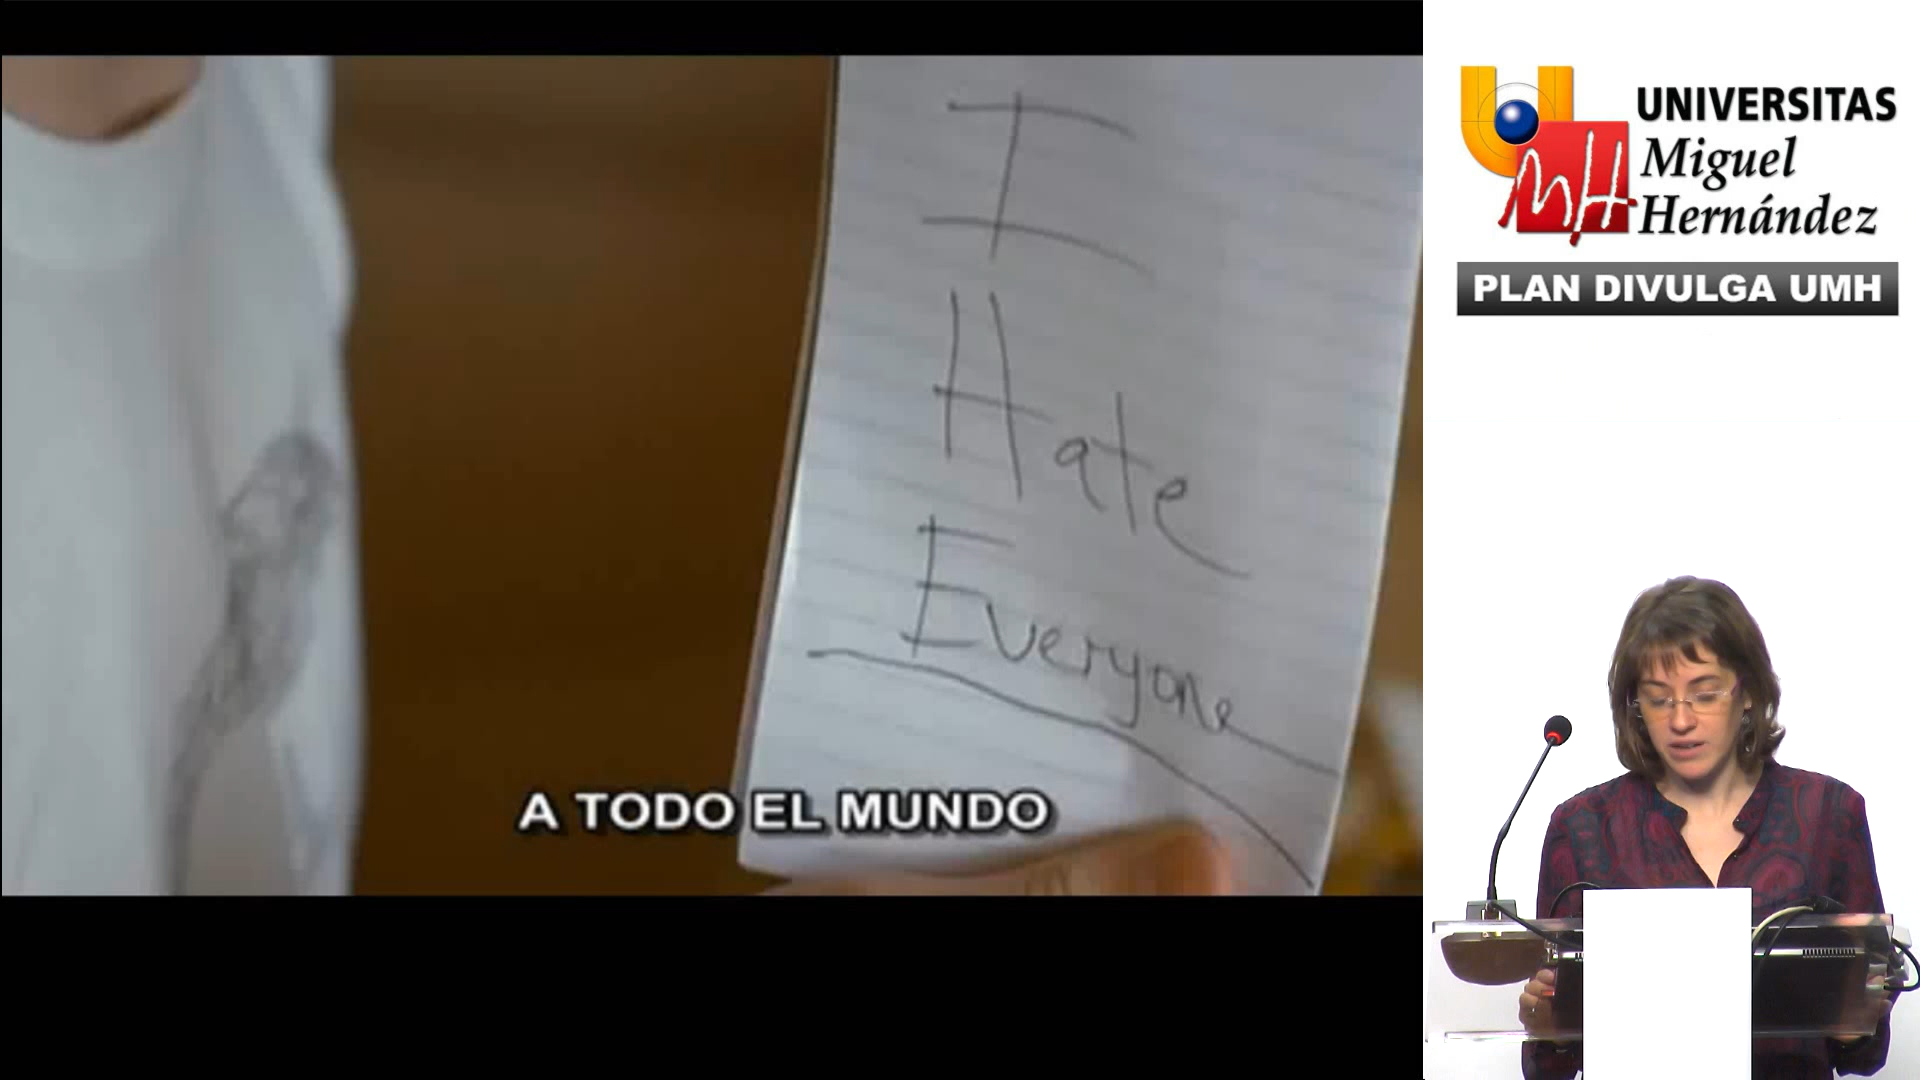 I
Hate
Everyone
A TODO EL MUNDO
UNIVERSITAS
Miguel
Hernández
PLAN DIVULGA UMH